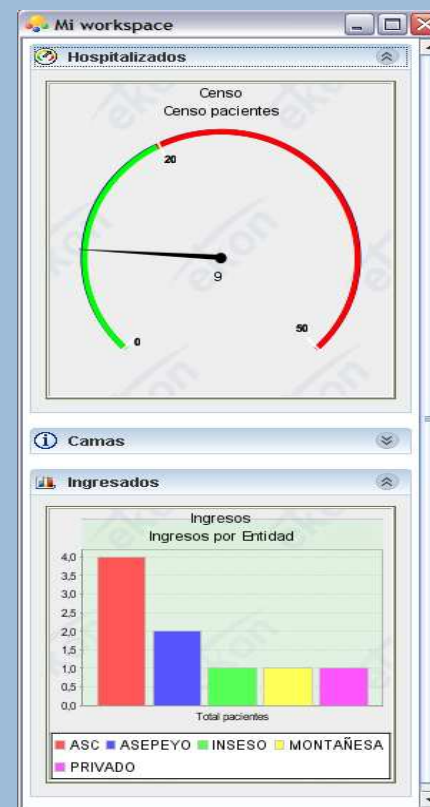 Mi workspace
Hospitalizados
Censo
Censo pacientes
20
9
0
50
Camas
Ingresados
Ingresos
Ingresos por Entidad
4,0
3,5
3,0
2,5
2,0
1,5
1,0
0,5
0,0
Total pacientes
ASC ASEPEYO INSESO MONTAÑESA
PRIVADO
ekon